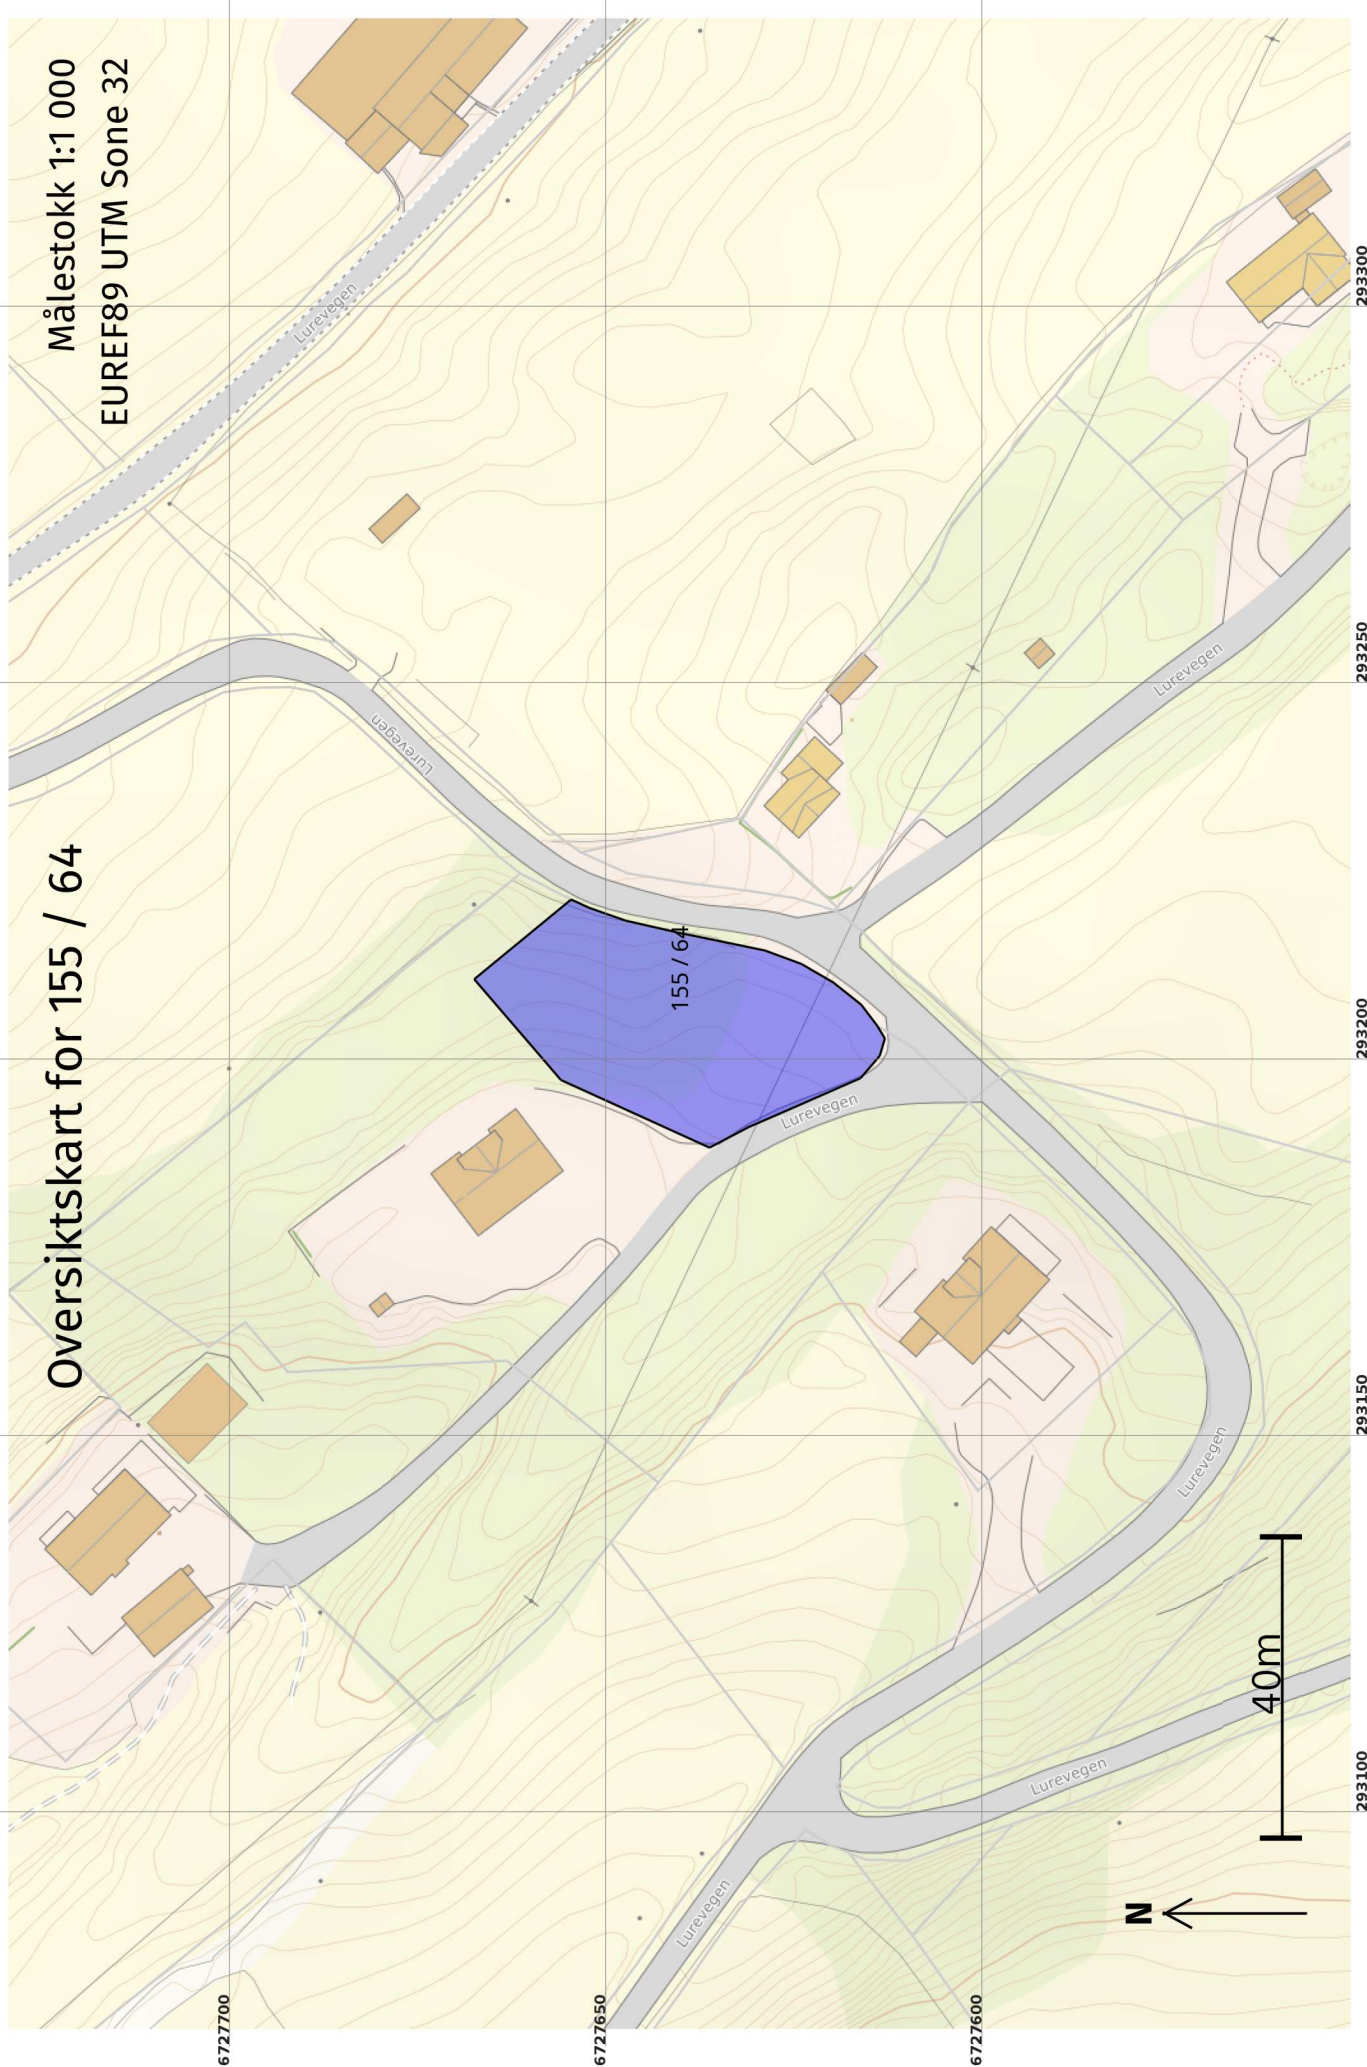 Oversiktskart for 155 / 64
Målestokk 1:1 000
EUREF89 UTM Sone 32
Lurevegen
Lurevegen
155 / 64
Lurevegen
Lurevegen
Lurevegen
Lurevegen
Lurevegen
40m
N
6727700
6727650
6727600
293100
293150
293200
293250
293300